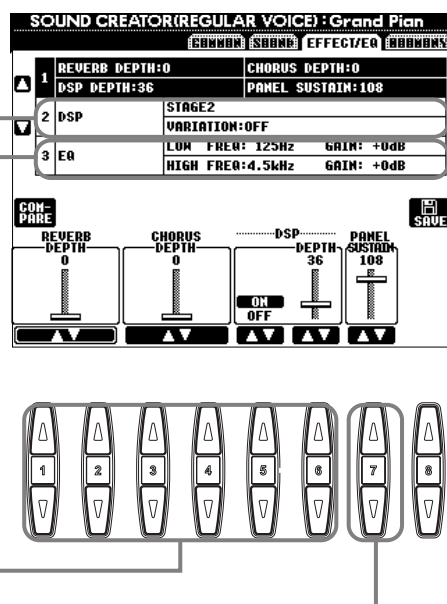 SOUND CREATOR(REGULAR VOICE) : Grand Pian
COMMON SOUND EFFECT/EQ HARMONY
1 REVERB DEPTH:0 CHORUS DEPTH:0
DSP DEPTH:36 PANEL SUSTAIN:108
2 DSP STAGE2
VARIATION:OFF
3 EQ LOW FREQ: 125Hz GAIN: +0dB
HIGH FREQ:4.5kHz GAIN: +0dB
COM-
PARE
SAVE
REVERB DEPTH CHORUS DEPTH DSP DEPTH PANEL SUSTAIN
0 0 36 108
ON
OFF
1 2 3 4 5 6 7 8